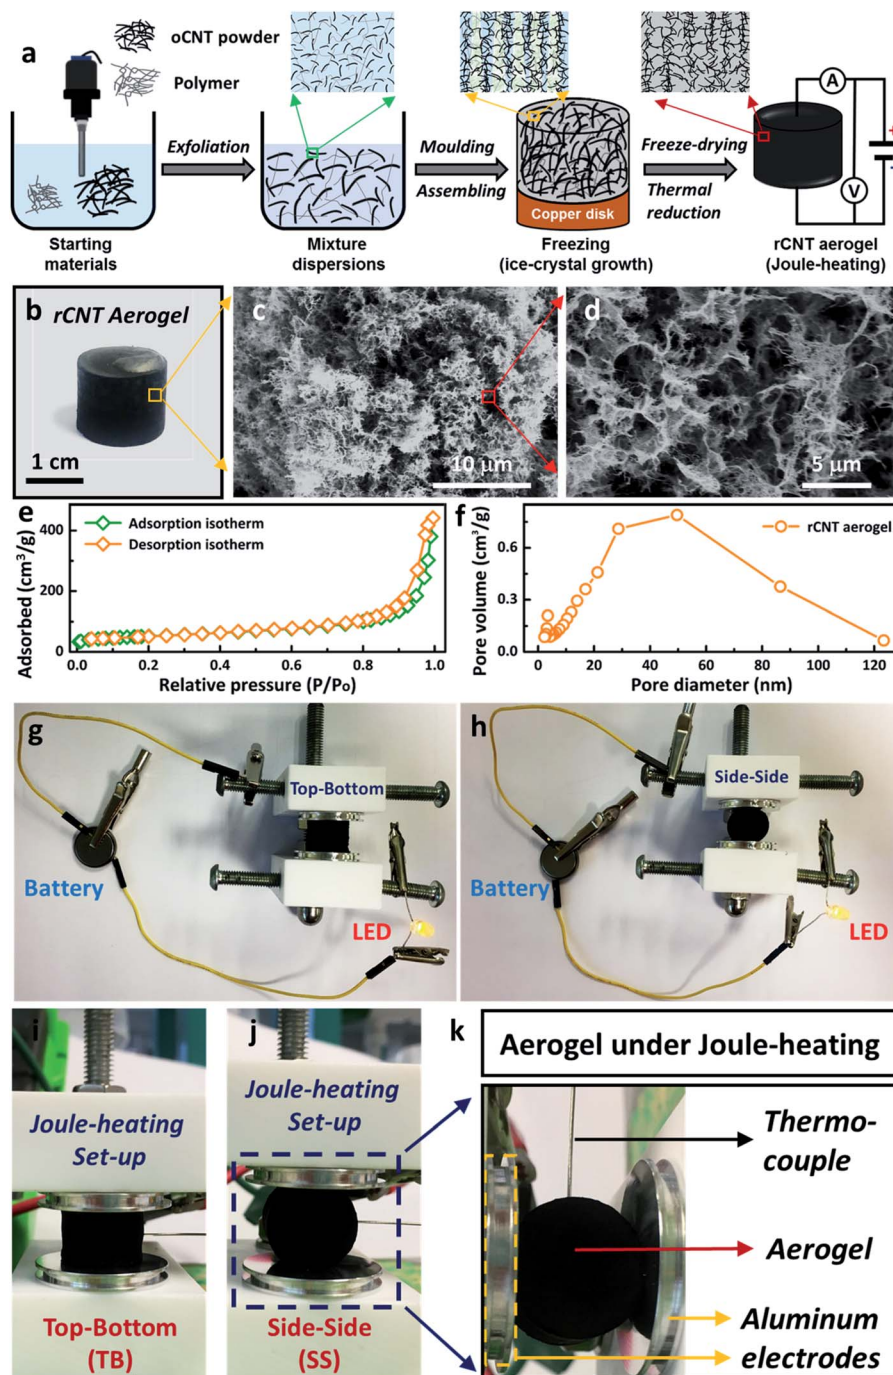 a
oCNT powder
Polymer
Exfoliation
Moulding
Assembling
Freeze-drying
Thermal
reduction
A
V
+
-
Copper disk
Starting
materials
Mixture
dispersions
Freezing
(ice-crystal growth)
rCNT aerogel
(Joule-heating)
b
rCNT Aerogel
1 cm
c
10 μm
d
5 μm
e
Adsorption isotherm
Desorption isotherm
Adsorbed (cm³/g)
400
200
0
0.0 0.2 0.4 0.6 0.8 1.0
Relative pressure (P/Po)
f
rCNT aerogel
Pore volume (cm³/g)
0.6
0.3
0.0
0 20 40 60 80 100 120
Pore diameter (nm)
g
Top-Bottom
Battery
LED
h
Side-Side
Battery
LED
i
Joule-heating
Set-up
Top-Bottom
(TB)
j
Joule-heating
Set-up
Side-Side
(SS)
k
Aerogel under Joule-heating
Thermo-
couple
Aerogel
Aluminum
electrodes